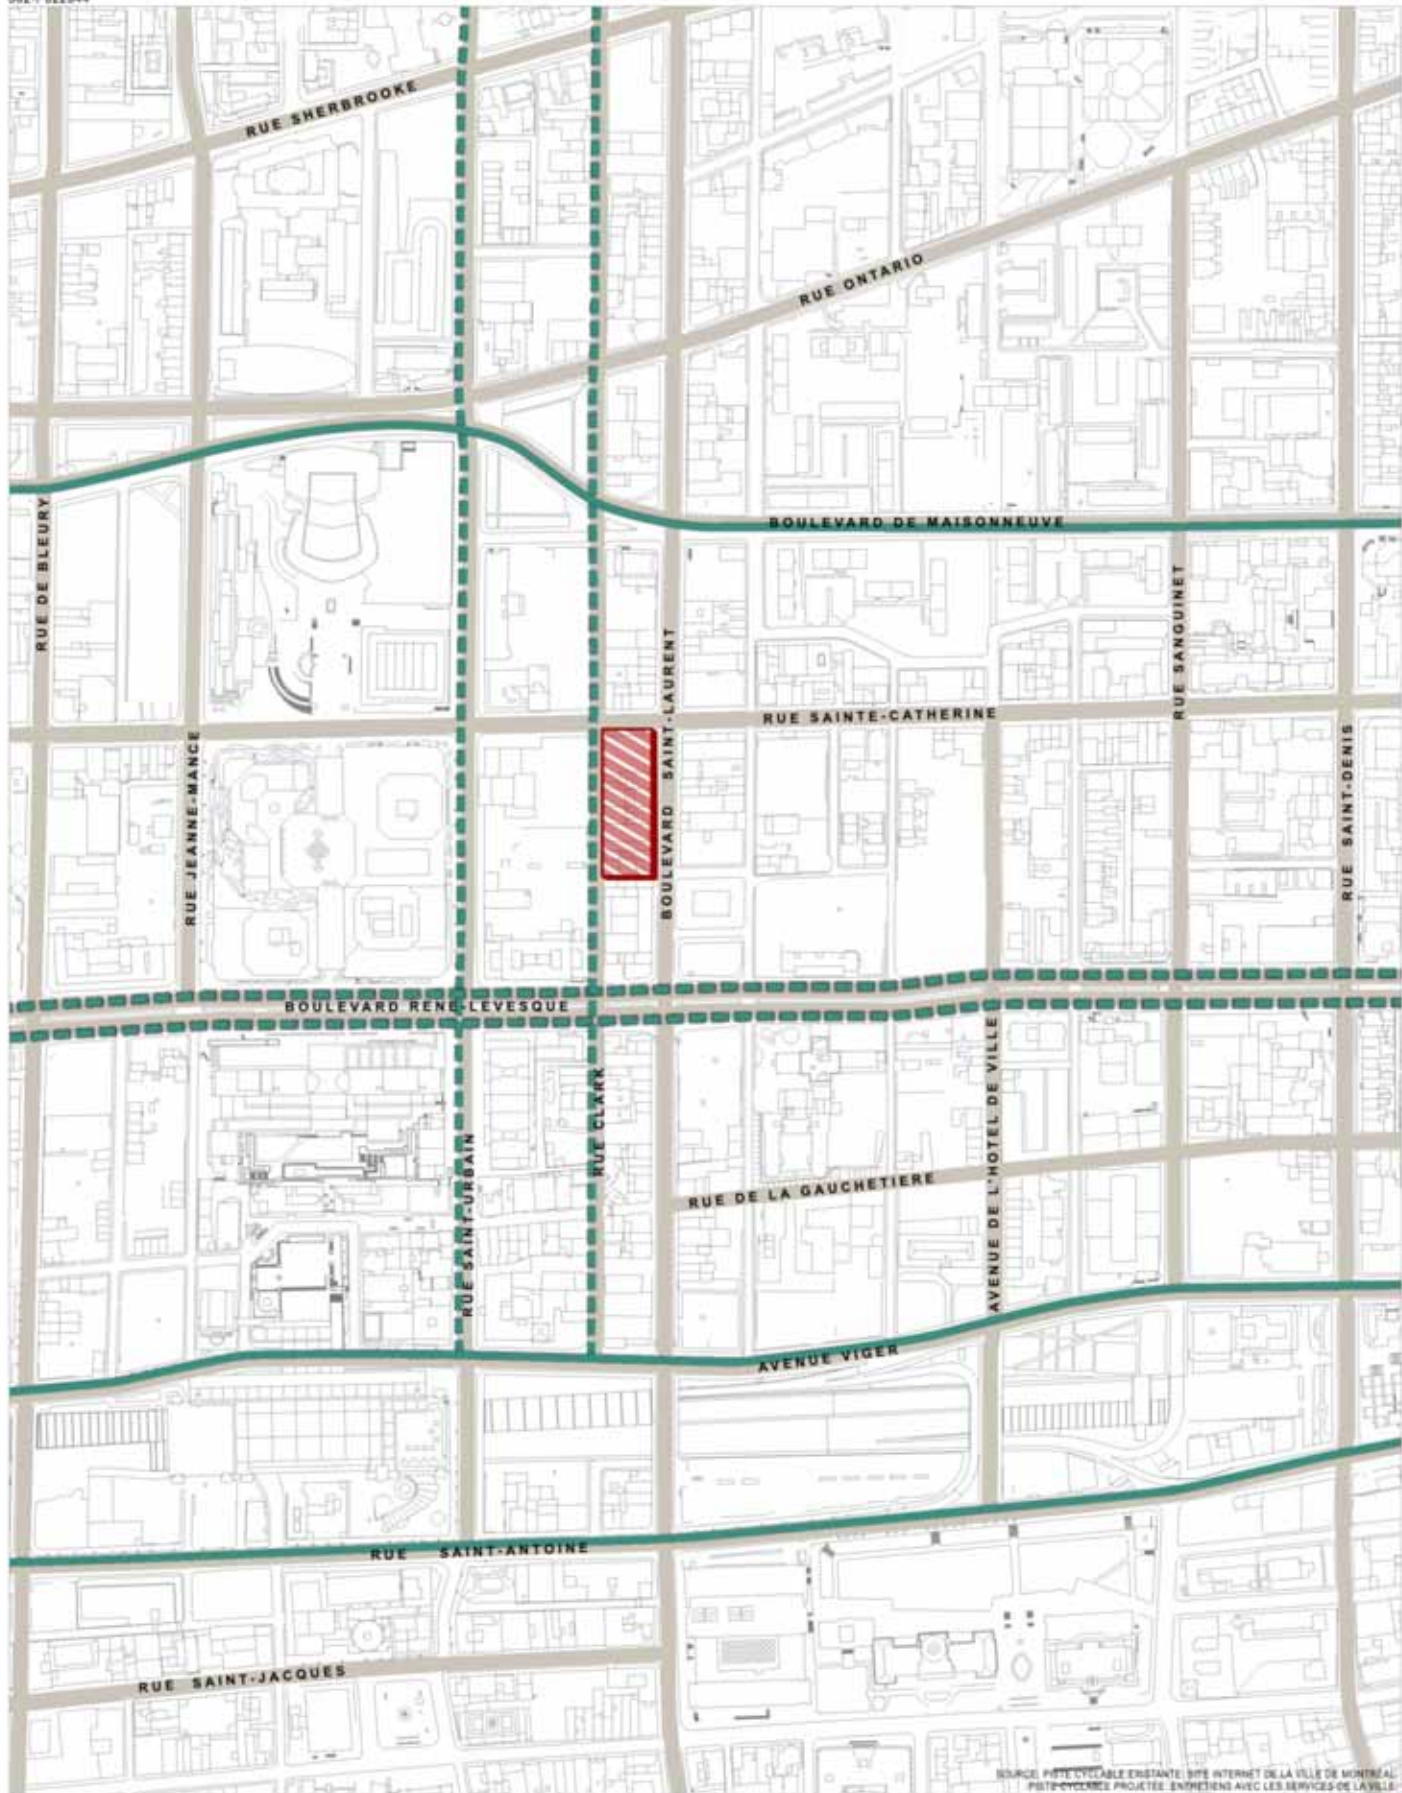 RUE SHERBROOKE
RUE ONTARIO
BOULEVARD DE MAISONNEUVE
RUE DE BLEURY
RUE SANGUINET
BOULEVARD SAINT-LAURENT
RUE SAINTE-CATHERINE
RUE JEANNE-MANCE
RUE SAINT-DENIS
BOULEVARD RENE-LEVESQUE
RUE CLARK
AVENUE DE L'HOTEL DE VILLE
RUE SAINT-URBAIN
RUE DE LA GAUCHETIERE
AVENUE VIGER
RUE SAINT-ANTOINE
RUE SAINT-JACQUES
SOURCE: PISTE CYCLABLE EXISTANTE: SITE INTERNET DE LA VILLE DE MONTRÉAL
PISTE CYCLABLE PROJETÉE: ENTRETIENS AVEC LES SERVICES DE LA VILLE